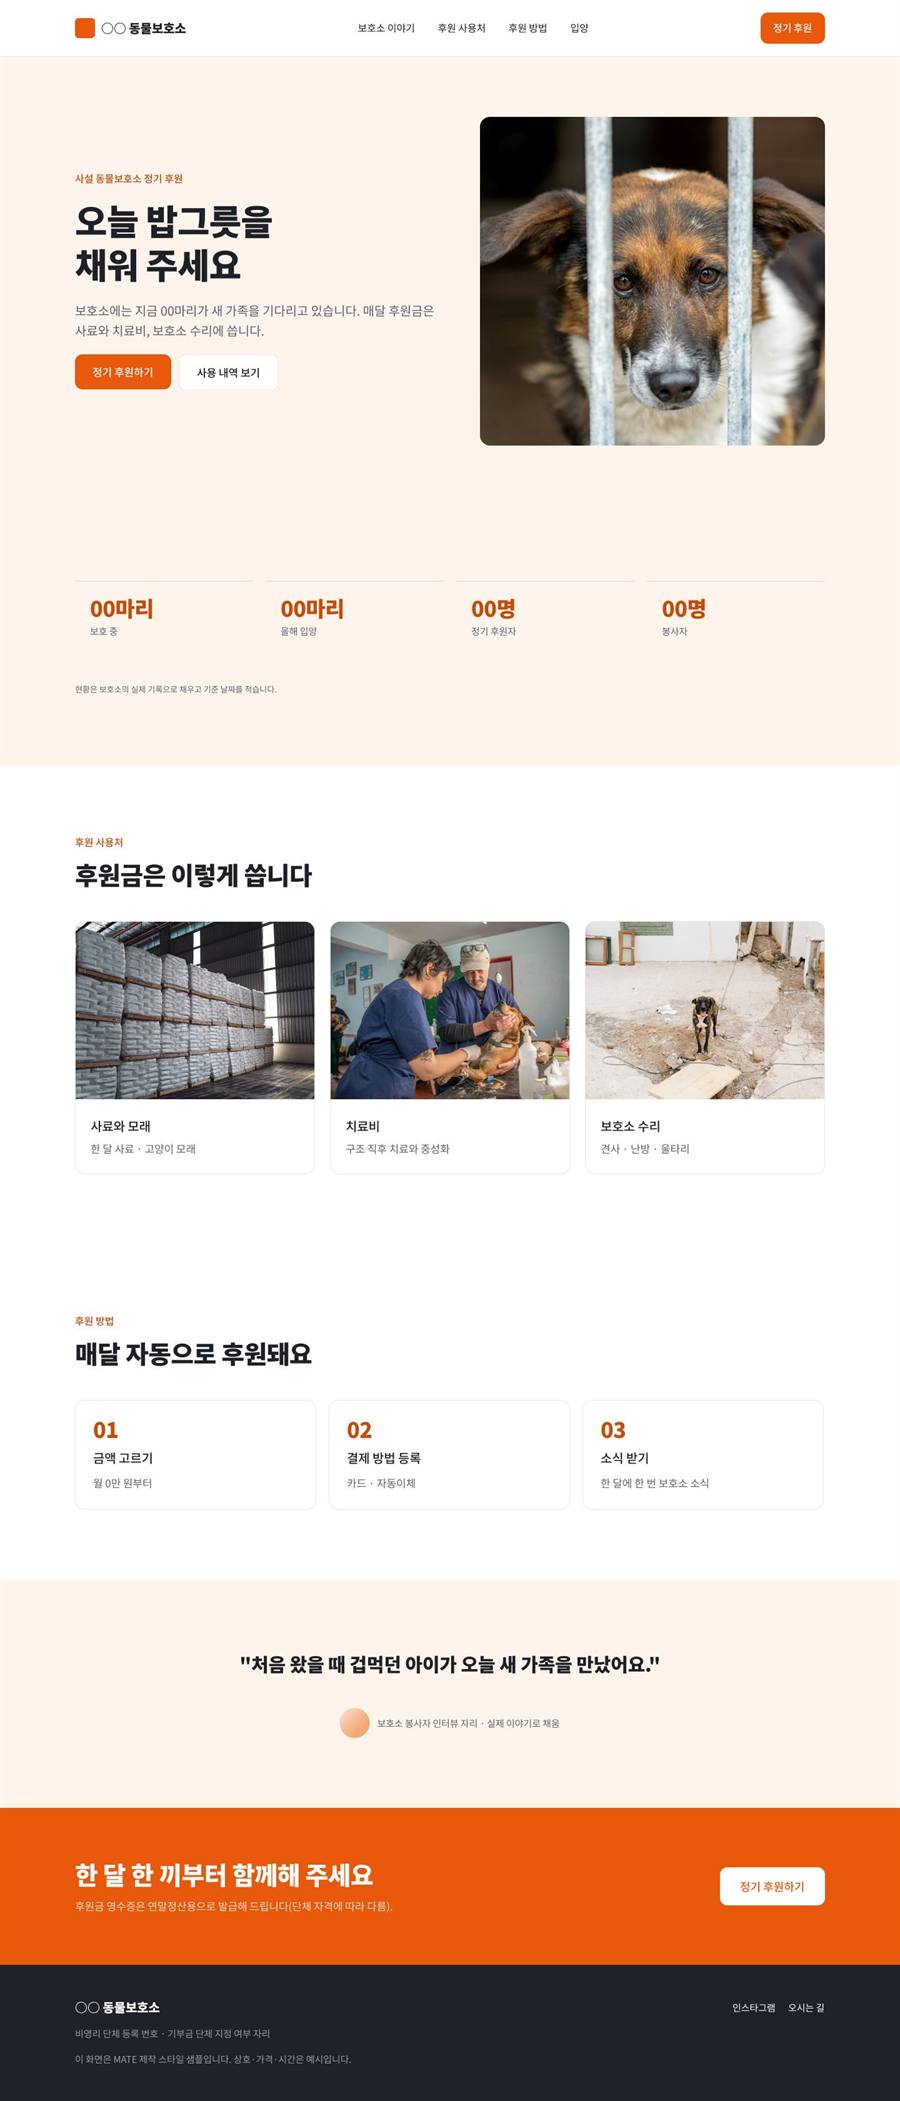 ○○ 동물보호소
보호소 이야기
후원 사용처
후원 방법
입양
정기 후원
사설 동물보호소 정기 후원
오늘 밥그릇을
채워 주세요
보호소에는 지금 00마리가 새 가족을 기다리고 있습니다. 매달 후원금은
사료와 치료비, 보호소 수리에 씁니다.
정기 후원하기
사용 내역 보기
00마리
보호 중
00마리
올해 입양
00명
정기 후원자
00명
봉사자
현황은 보호소의 실제 기록으로 채우고 기준 날짜를 적습니다.
후원 사용처
후원금은 이렇게 씁니다
사료와 모래
한 달 사료 · 고양이 모래
치료비
구조 직후 치료와 중성화
보호소 수리
견사 · 난방 · 울타리
후원 방법
매달 자동으로 후원돼요
01
금액 고르기
월 0만 원부터
02
결제 방법 등록
카드 · 자동이체
03
소식 받기
한 달에 한 번 보호소 소식
"처음 왔을 때 겁먹던 아이가 오늘 새 가족을 만났어요."
보호소 봉사자 인터뷰 자리 · 실제 이야기로 채움
한 달 한 끼부터 함께해 주세요
후원금 영수증은 연말정산용으로 발급해 드립니다(단체 자격에 따라 다름).
정기 후원하기
○○ 동물보호소
인스타그램
오시는 길
비영리 단체 등록 번호 · 기부금 단체 지정 여부 자리
이 화면은 MATE 제작 스타일 샘플입니다. 상호·가격·시간은 예시입니다.